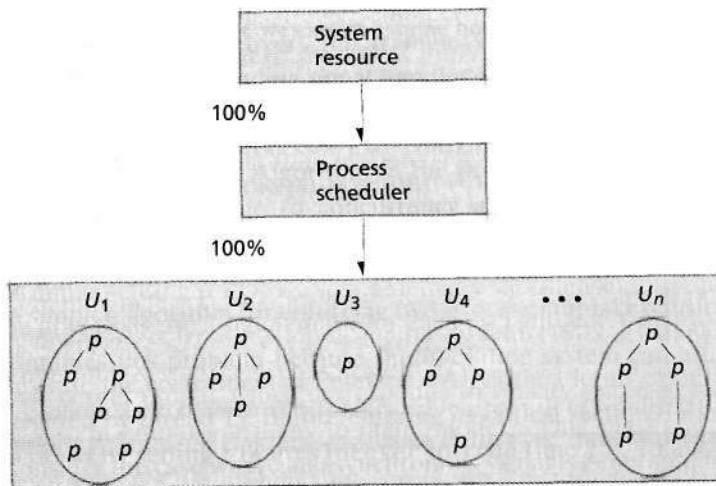 System
resource
100%
Process
scheduler
100%
U1 U2 U3 U4 ••• Un
p p p p
p p p p p p p p p
p p p p p
p p p